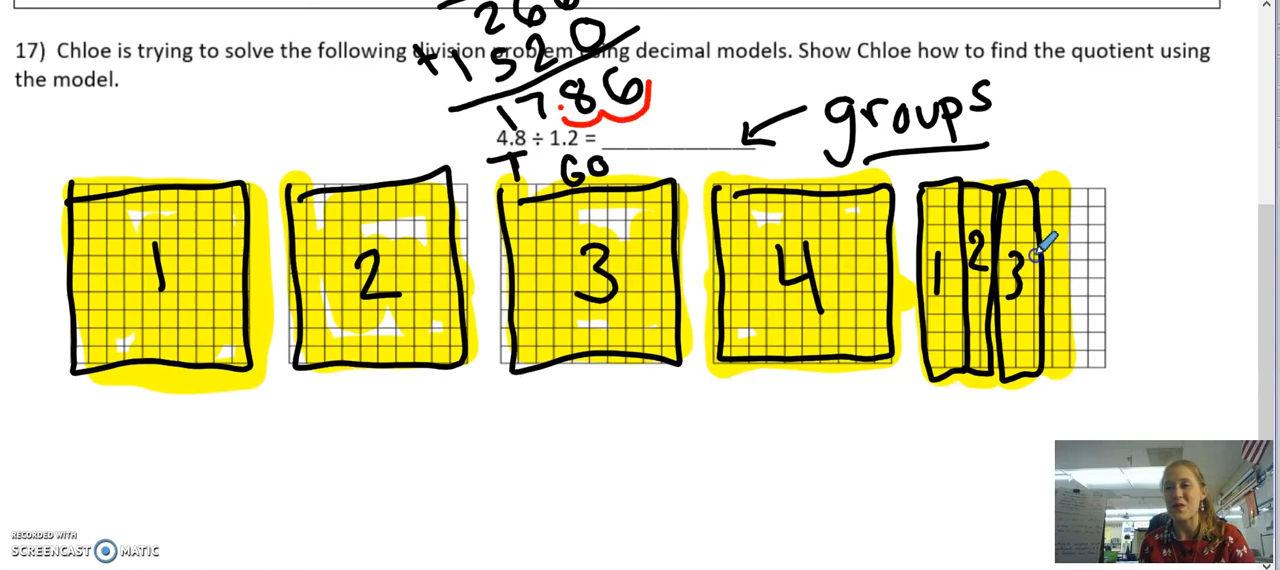 266
17) Chloe is trying to solve the following division problem using decimal models. Show Chloe how to find the quotient using
the model.
+1520
17.86
4.8 ÷ 1.2 = ____________________
groups
T GO
1 2 3 4 1 2 3
RECORDED WITH
SCREENCAST MATIC